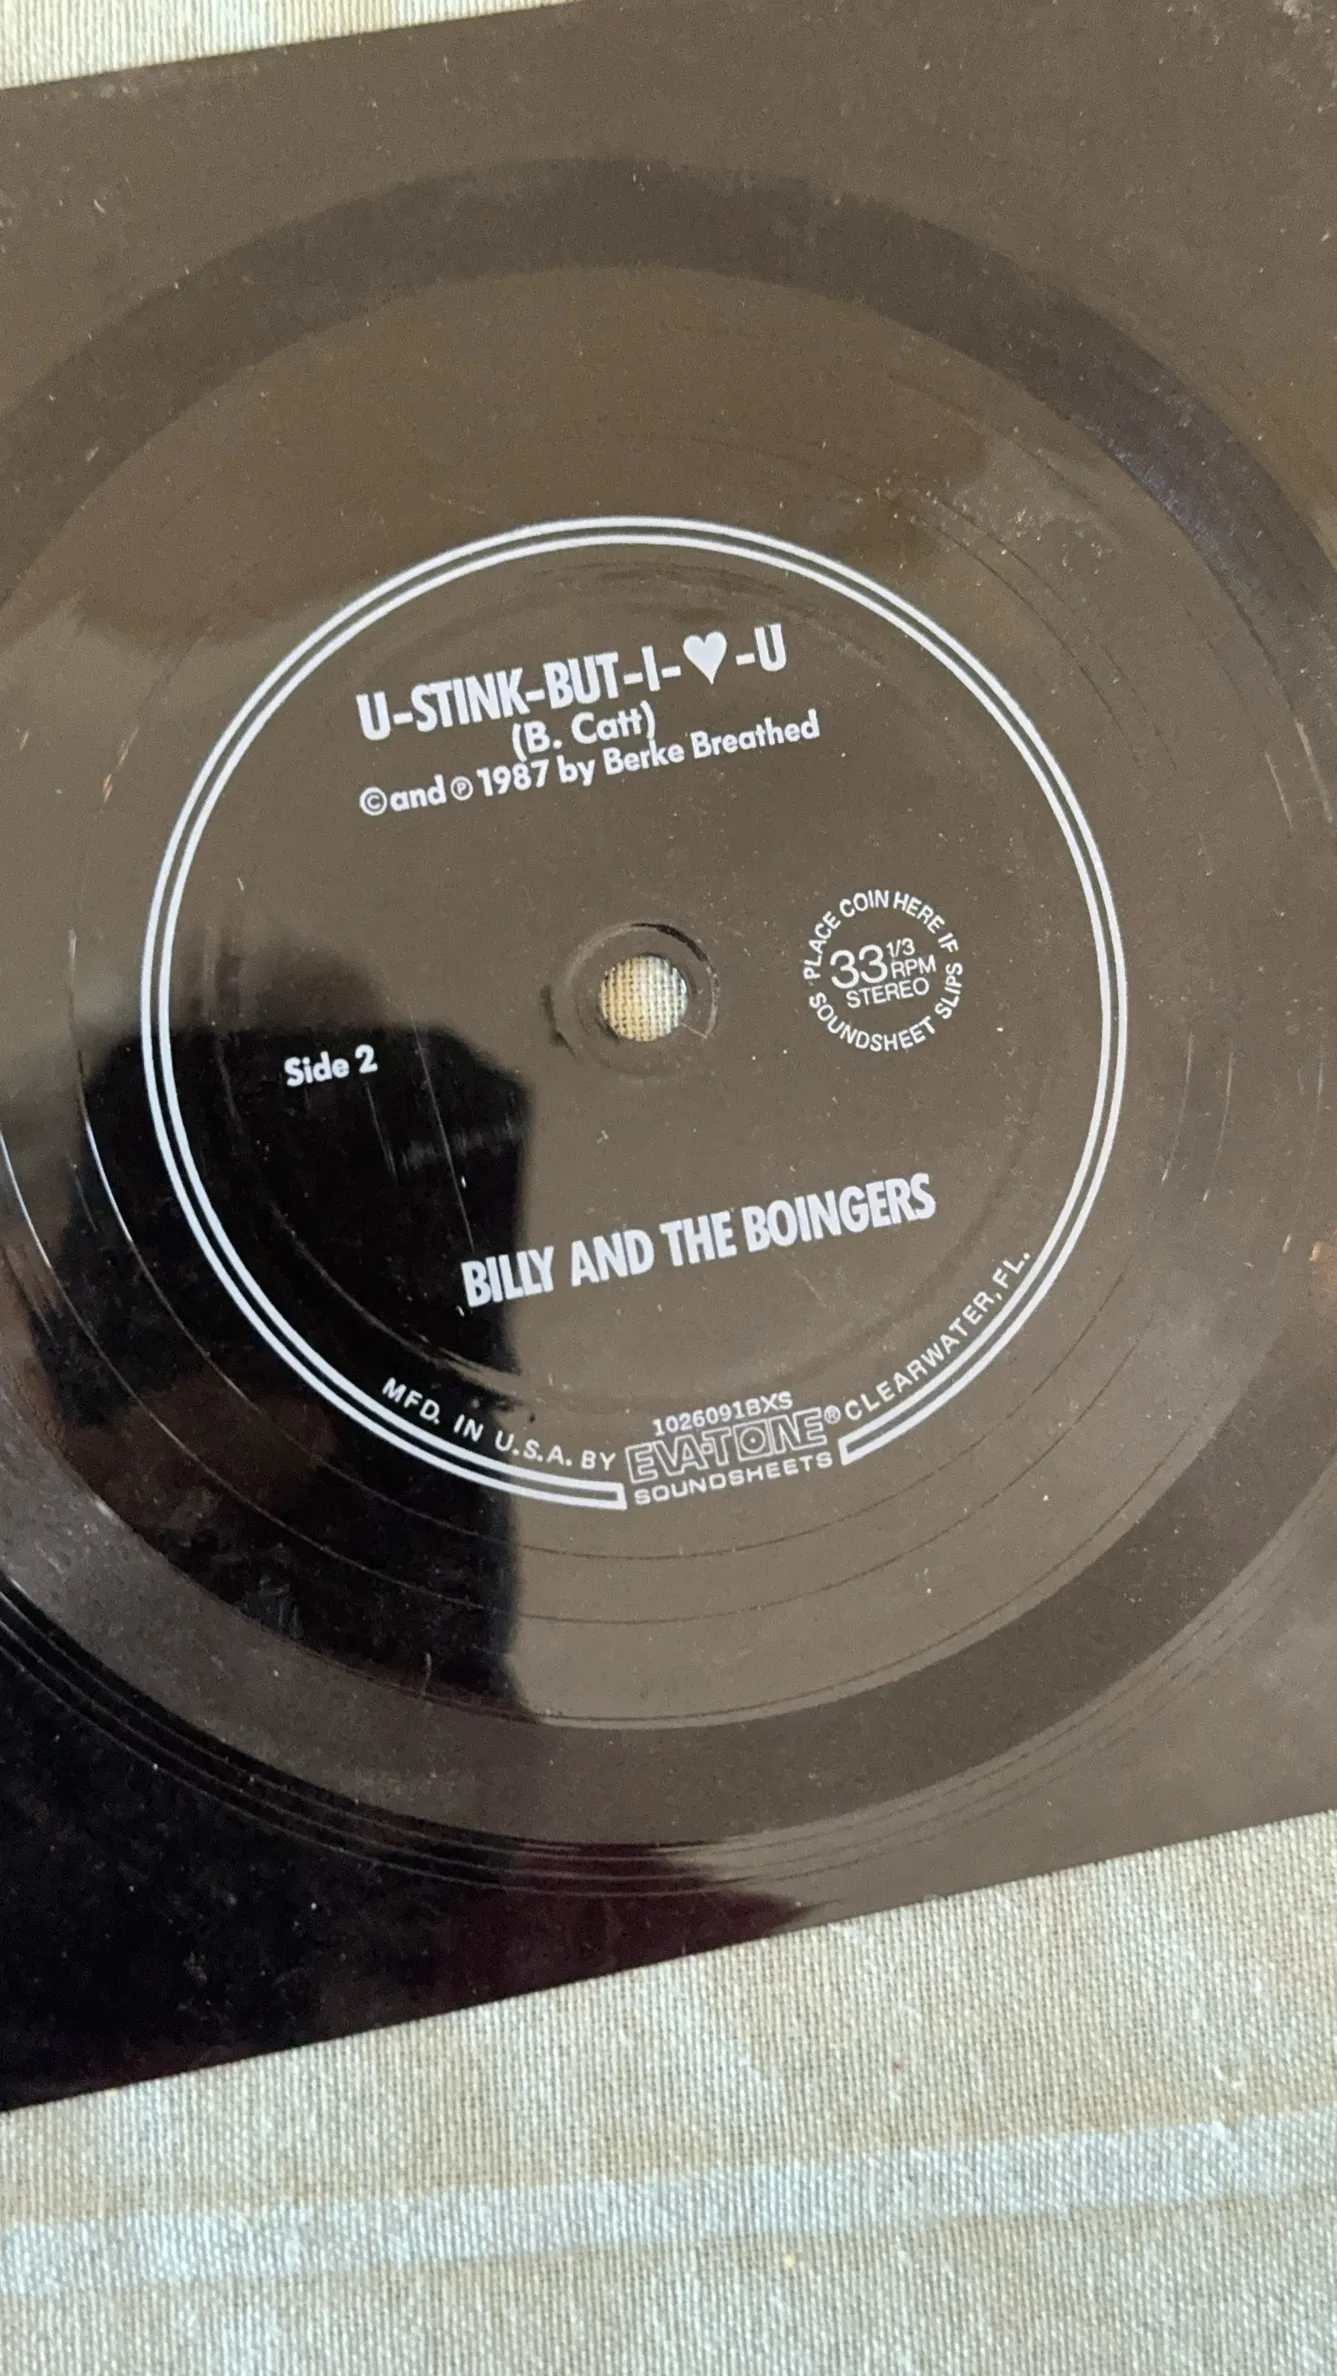 U-STINK-BUT-I-♥-U
(B. Catt)
©and℗1987 by Berke Breathed
PLACE COIN HERE IF
SOUNDSHEET SLIPS
33 1/3
RPM
STEREO
Side 2
BILLY AND THE BOINGERS
1026091BXS
MFD. IN U.S.A. BY EVA-TONE® CLEARWATER, FL.
SOUNDSHEETS